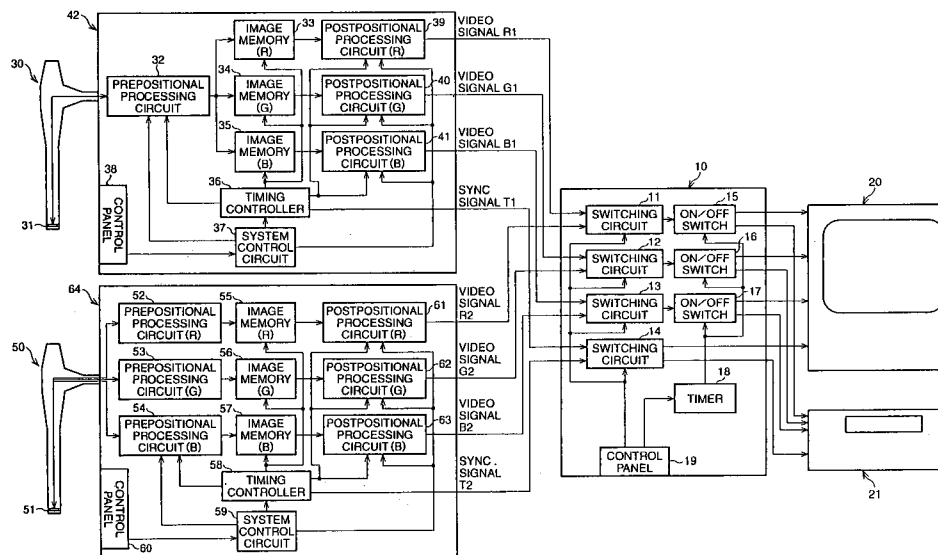 42
30
31
32
PREPOSITIONAL
PROCESSING
CIRCUIT
33
IMAGE
MEMORY
(R)
34
IMAGE
MEMORY
(G)
35
IMAGE
MEMORY
(B)
39
POSTPOSITIONAL
PROCESSING
CIRCUIT (R)
40
POSTPOSITIONAL
PROCESSING
CIRCUIT (G)
41
POSTPOSITIONAL
PROCESSING
CIRCUIT (B)
36
TIMING
CONTROLLER
37
SYSTEM
CONTROL
CIRCUIT
38
CONTROL
PANEL
VIDEO
SIGNAL R1
VIDEO
SIGNAL G1
VIDEO
SIGNAL B1
SYNC
SIGNAL T1
64
50
51
52
PREPOSITIONAL
PROCESSING
CIRCUIT (R)
53
PREPOSITIONAL
PROCESSING
CIRCUIT (G)
54
PREPOSITIONAL
PROCESSING
CIRCUIT (B)
55
IMAGE
MEMORY (R)
56
IMAGE
MEMORY (G)
57
IMAGE
MEMORY (B)
61
POSTPOSITIONAL
PROCESSING
CIRCUIT (R)
62
POSTPOSITIONAL
PROCESSING
CIRCUIT (G)
63
POSTPOSITIONAL
PROCESSING
CIRCUIT (B)
58
TIMING
CONTROLLER
59
SYSTEM
CONTROL
CIRCUIT
CONTROL
PANEL
60
VIDEO
SIGNAL
R2
VIDEO
SIGNAL
G2
VIDEO
SIGNAL
B2
SYNC.
SIGNAL
T2
10
11
SWITCHING
CIRCUIT
12
SWITCHING
CIRCUIT
13
SWITCHING
CIRCUIT
14
SWITCHING
CIRCUIT
15
ON/OFF
SWITCH
16
ON/OFF
SWITCH
17
ON/OFF
SWITCH
18
TIMER
CONTROL
PANEL
19
20
21